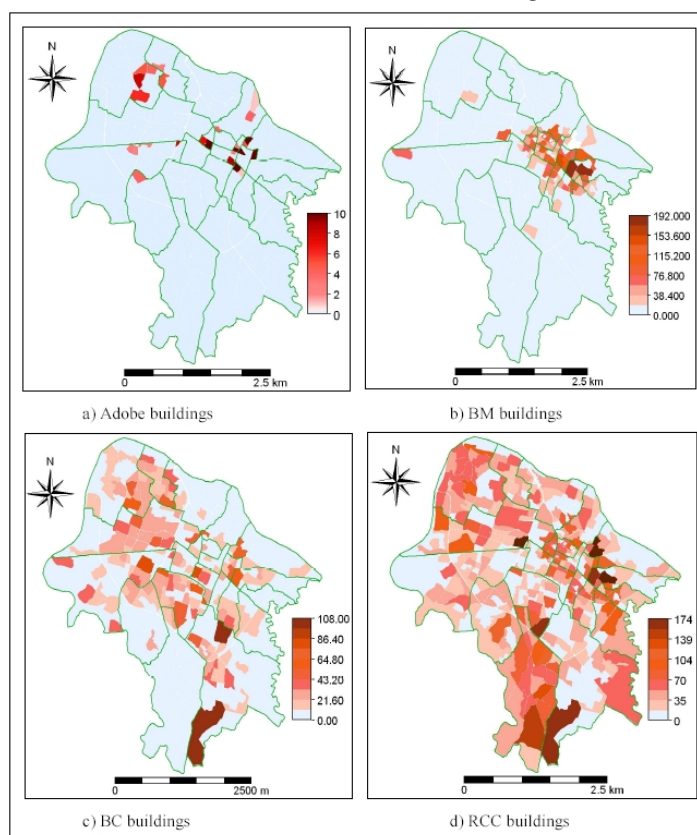 N
10
8
6
4
2
0
0 2.5 km
a) Adobe buildings
N
192.000
153.600
115.200
76.800
38.400
0.000
0 2.5 km
b) BM buildings
N
108.00
86.40
64.80
43.20
21.60
0.00
0 2500 m
c) BC buildings
N
174
139
104
70
35
0
0 2.5 km
d) RCC buildings